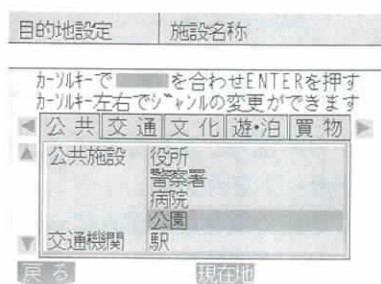 目的地設定 施設名称
カーソルキーで を合わせENTERを押す
カーソルキー左右でジャンルの変更ができます
◀ 公共 交通 文化 遊・泊 買物 ▶
▲ 公共施設 役所
警察署
病院
公園
▼ 交通機関 駅
戻る 現在地